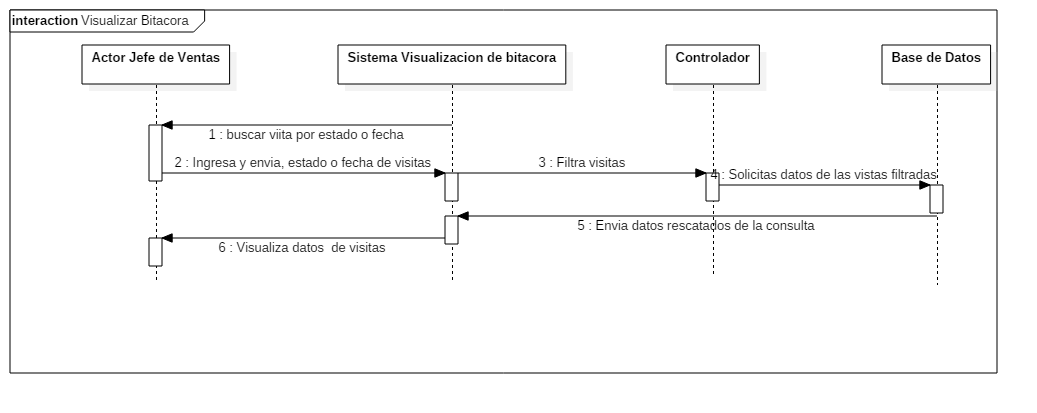 interaction Visualizar Bitacora
Actor Jefe de Ventas
Sistema Visualizacion de bitacora
Controlador
Base de Datos
1 : buscar viita por estado o fecha
2 : Ingresa y envia, estado o fecha de visitas
3 : Filtra visitas
4 : Solicitas datos de las vistas filtradas
5 : Envia datos rescatados de la consulta
6 : Visualiza datos de visitas